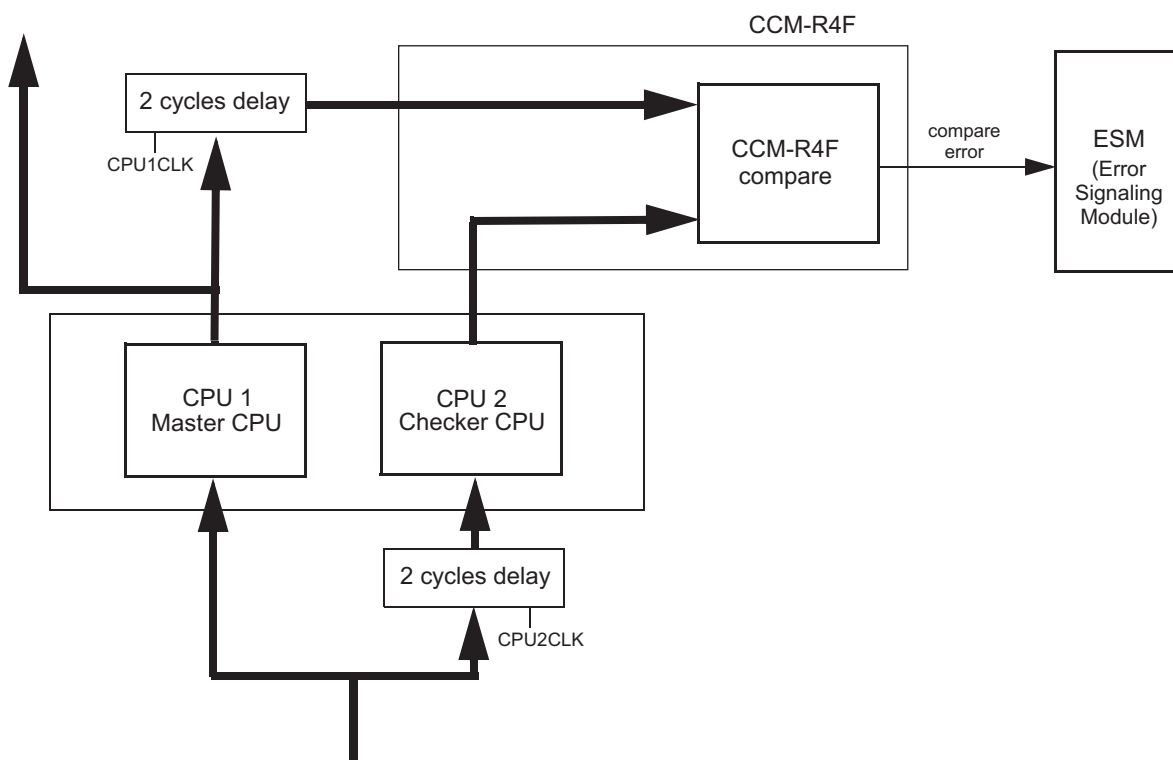 CCM-R4F
2 cycles delay
CPU1CLK
CCM-R4F
compare
compare
error
ESM
(Error
Signaling
Module)
CPU 1
Master CPU
CPU 2
Checker CPU
2 cycles delay
CPU2CLK